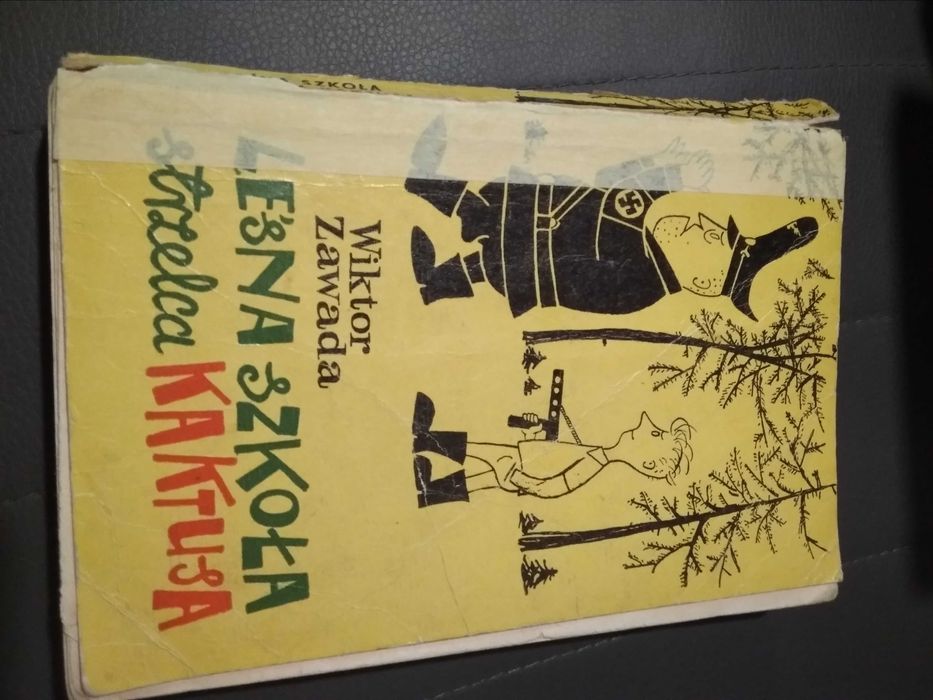 SZKOŁA
Wiktor
Zawada
LEŚNA SZKOŁA
strzelca KAKTUSA